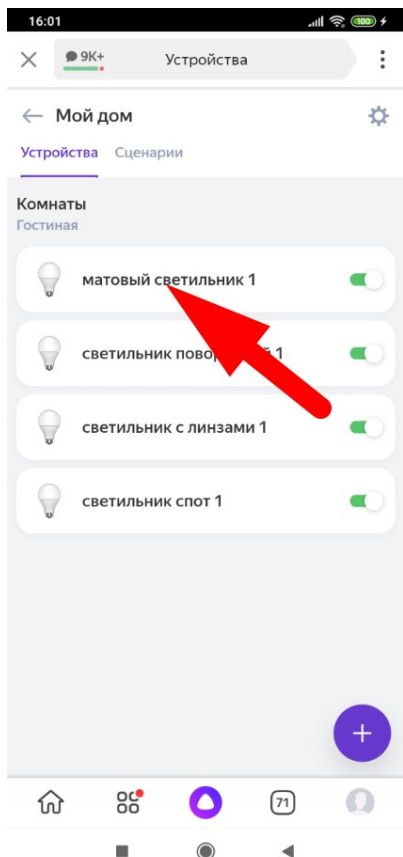 16:01
100
9K+
Устройства
Мой дом
Устройства Сценарии
Комнаты
Гостиная
матовый светильник 1
светильник 1
светильник с линзами 1
светильник спот 1
71